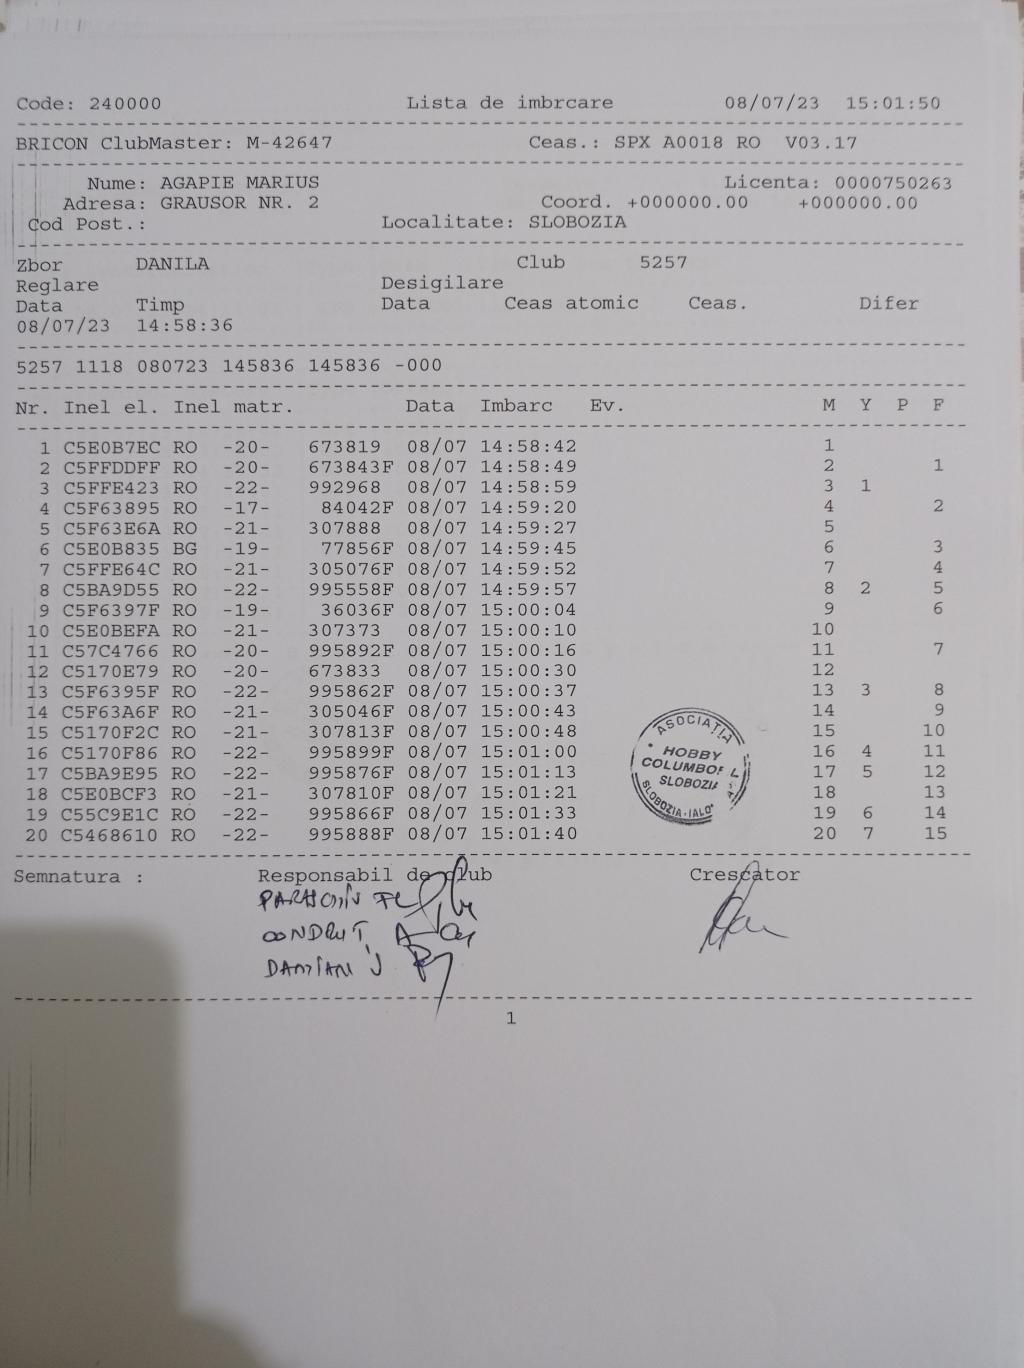 Code: 240000 Lista de imbrcare 08/07/23 15:01:50
BRICON ClubMaster: M-42647 Ceas.: SPX A0018 RO V03.17
Nume: AGAPIE MARIUS Licenta: 0000750263
Adresa: GRAUSOR NR. 2 Coord. +000000.00 +000000.00
Cod Post.: Localitate: SLOBOZIA
Zbor DANILA Club 5257
Reglare Desigilare
Data Timp Data Ceas atomic Ceas. Difer
08/07/23 14:58:36
5257 1118 080723 145836 145836 -000
Nr. Inel el. Inel matr. Data Imbarc Ev. M Y P F
1 C5E0B7EC RO -20- 673819 08/07 14:58:42 1
2 C5FFDDFF RO -20- 673843F 08/07 14:58:49 2 1
3 C5FFE423 RO -22- 992968 08/07 14:58:59 3 1
4 C5F63895 RO -17- 84042F 08/07 14:59:20 4 2
5 C5F63E6A RO -21- 307888 08/07 14:59:27 5
6 C5E0B835 BG -19- 77856F 08/07 14:59:45 6 3
7 C5FFE64C RO -21- 305076F 08/07 14:59:52 7 4
8 C5BA9D55 RO -22- 995558F 08/07 14:59:57 8 2 5
9 C5F6397F RO -19- 36036F 08/07 15:00:04 9 6
10 C5E0BEFA RO -21- 307373 08/07 15:00:10 10
11 C57C4766 RO -20- 995892F 08/07 15:00:16 11 7
12 C5170E79 RO -20- 673833 08/07 15:00:30 12
13 C5F6395F RO -22- 995862F 08/07 15:00:37 13 3 8
14 C5F63A6F RO -21- 305046F 08/07 15:00:43 14 9
15 C5170F2C RO -21- 307813F 08/07 15:00:48 15 10
16 C5170F86 RO -22- 995899F 08/07 15:01:00 16 4 11
17 C5BA9E95 RO -22- 995876F 08/07 15:01:13 17 5 12
18 C5E0BCF3 RO -21- 307810F 08/07 15:01:21 18 13
19 C55C9E1C RO -22- 995866F 08/07 15:01:33 19 6 14
20 C5468610 RO -22- 995888F 08/07 15:01:40 20 7 15
ASOCIAȚIA
HOBBY
SLOBOZIA
Semnatura : Responsabil de club Crescator
DAMIAN J
1